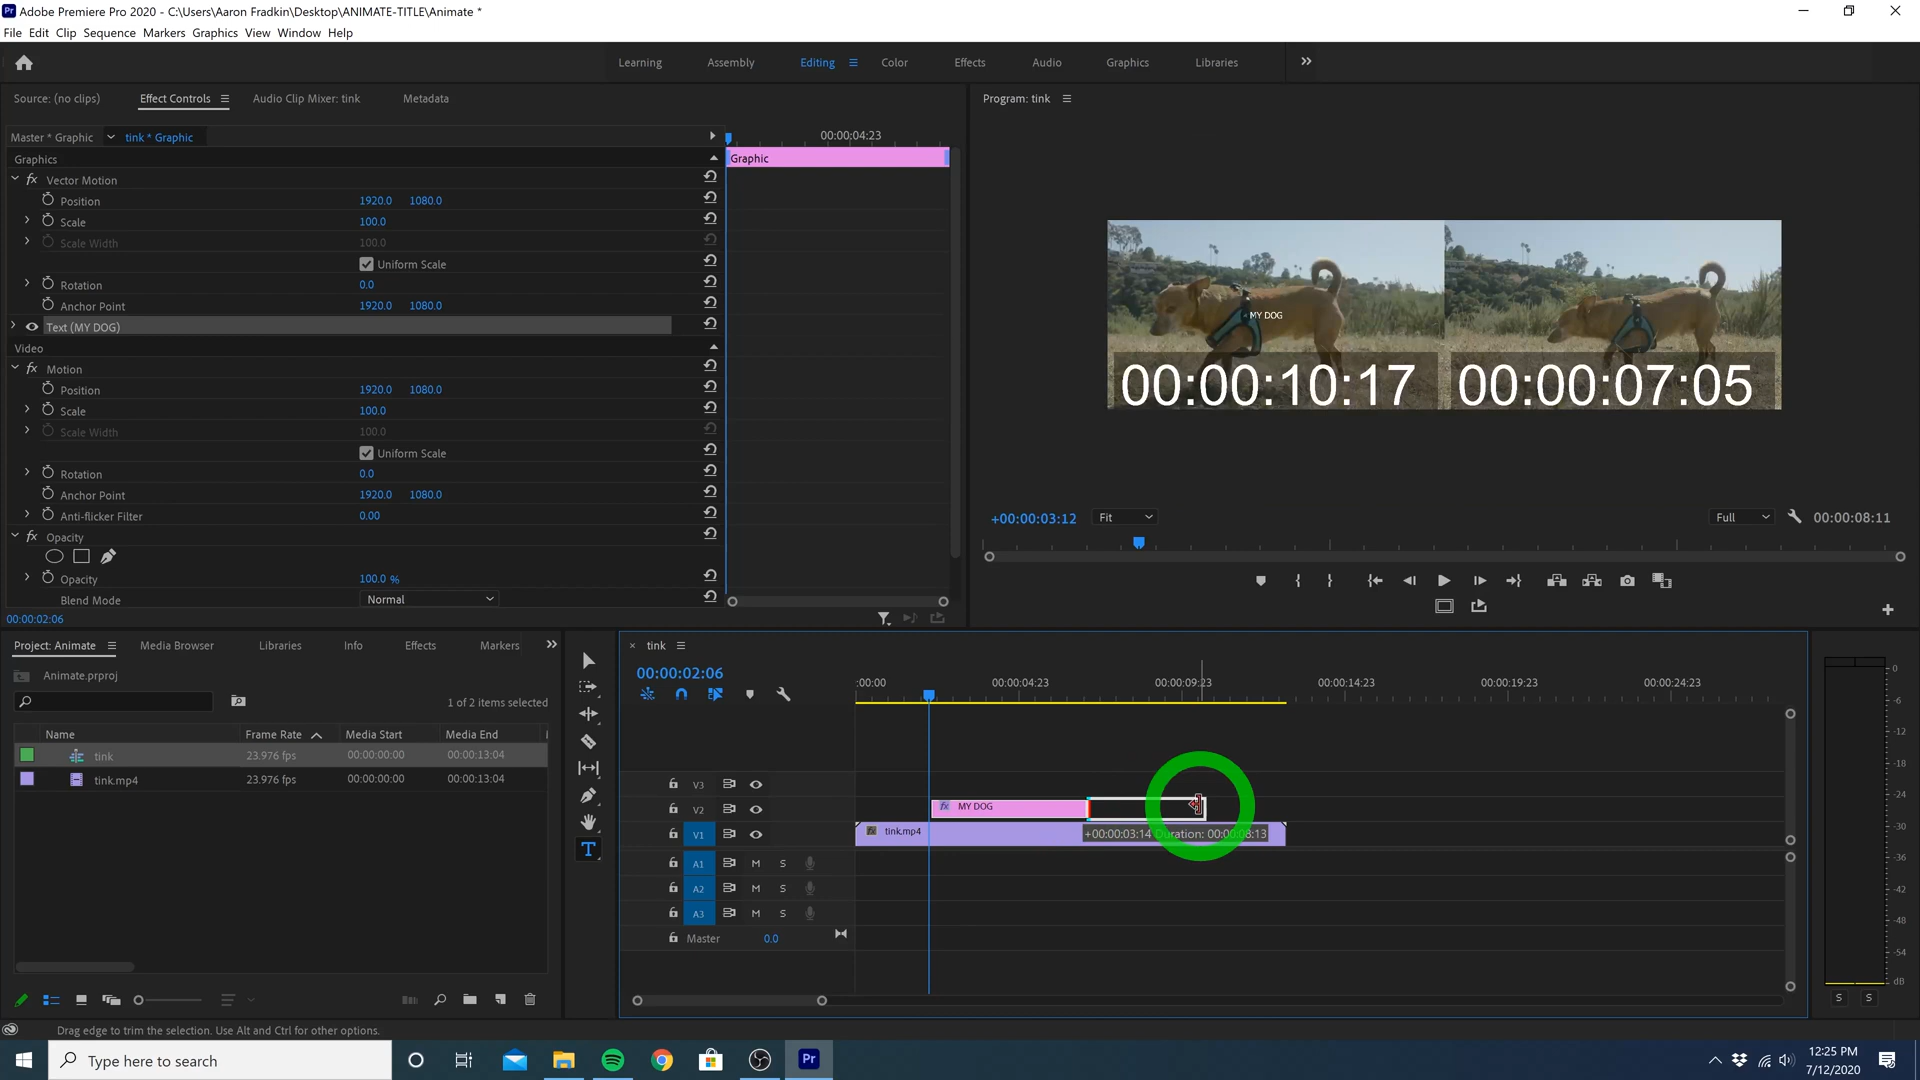 Adobe Premiere Pro 2020 - C:\Users\Aaron Fradkin\Desktop\ANIMATE-TITLE\Animate *
File Edit Clip Sequence Markers Graphics View Window Help
Learning Assembly Editing Color Effects Audio Graphics Libraries
Source: (no clips) Effect Controls Audio Clip Mixer: tink Metadata
Program: tink
Master * Graphic tink * Graphic
00:00:04:23
Graphics
Graphic
Vector Motion
Position 1920.0 1080.0
Scale 100.0
Scale Width 100.0
Uniform Scale
Rotation 0.0
Anchor Point 1920.0 1080.0
Text (MY DOG)
Video
Motion
Position 1920.0 1080.0
Scale 100.0
Scale Width 100.0
Uniform Scale
Rotation 0.0
Anchor Point 1920.0 1080.0
Anti-flicker Filter 0.00
Opacity
Opacity 100.0 %
Blend Mode Normal
00:00:02:06
MY DOG
00:00:10:17 00:00:07:05
+00:00:03:12 Fit Full 00:00:08:11
Project: Animate Media Browser Libraries Info Effects Markers
Animate.prproj
1 of 2 items selected
Name Frame Rate Media Start Media End
tink 23.976 fps 00:00:00:00 00:00:13:04
tink.mp4 23.976 fps 00:00:00:00 00:00:13:04
tink
00:00:02:06
:00:00 00:00:04:23 00:00:09:23 00:00:14:23 00:00:19:23 00:00:24:23
V3
V2 MY DOG
V1 tink.mp4
+00:00:03:14 Duration: 00:00:08:13
A1 M S
A2 M S
A3 M S
Master 0.0
0
-6
-12
-18
-24
-30
-36
-42
-48
-54
dB
S S
Drag edge to trim the selection. Use Alt and Ctrl for other options.
Type here to search
Pr
12:25 PM
7/12/2020